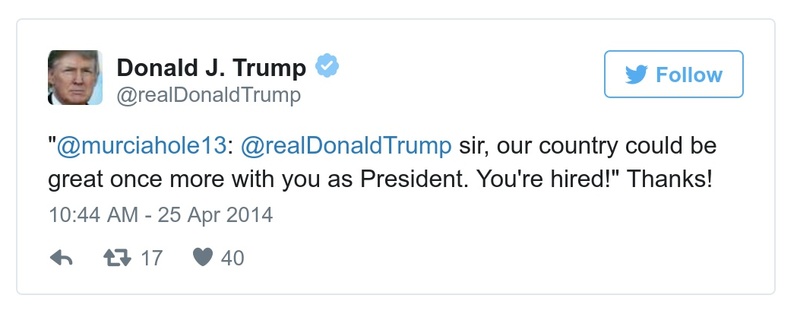 Donald J. Trump
@realDonaldTrump
Follow
"@murciahole13: @realDonaldTrump sir, our country could be
great once more with you as President. You're hired!" Thanks!
10:44 AM - 25 Apr 2014
17 40